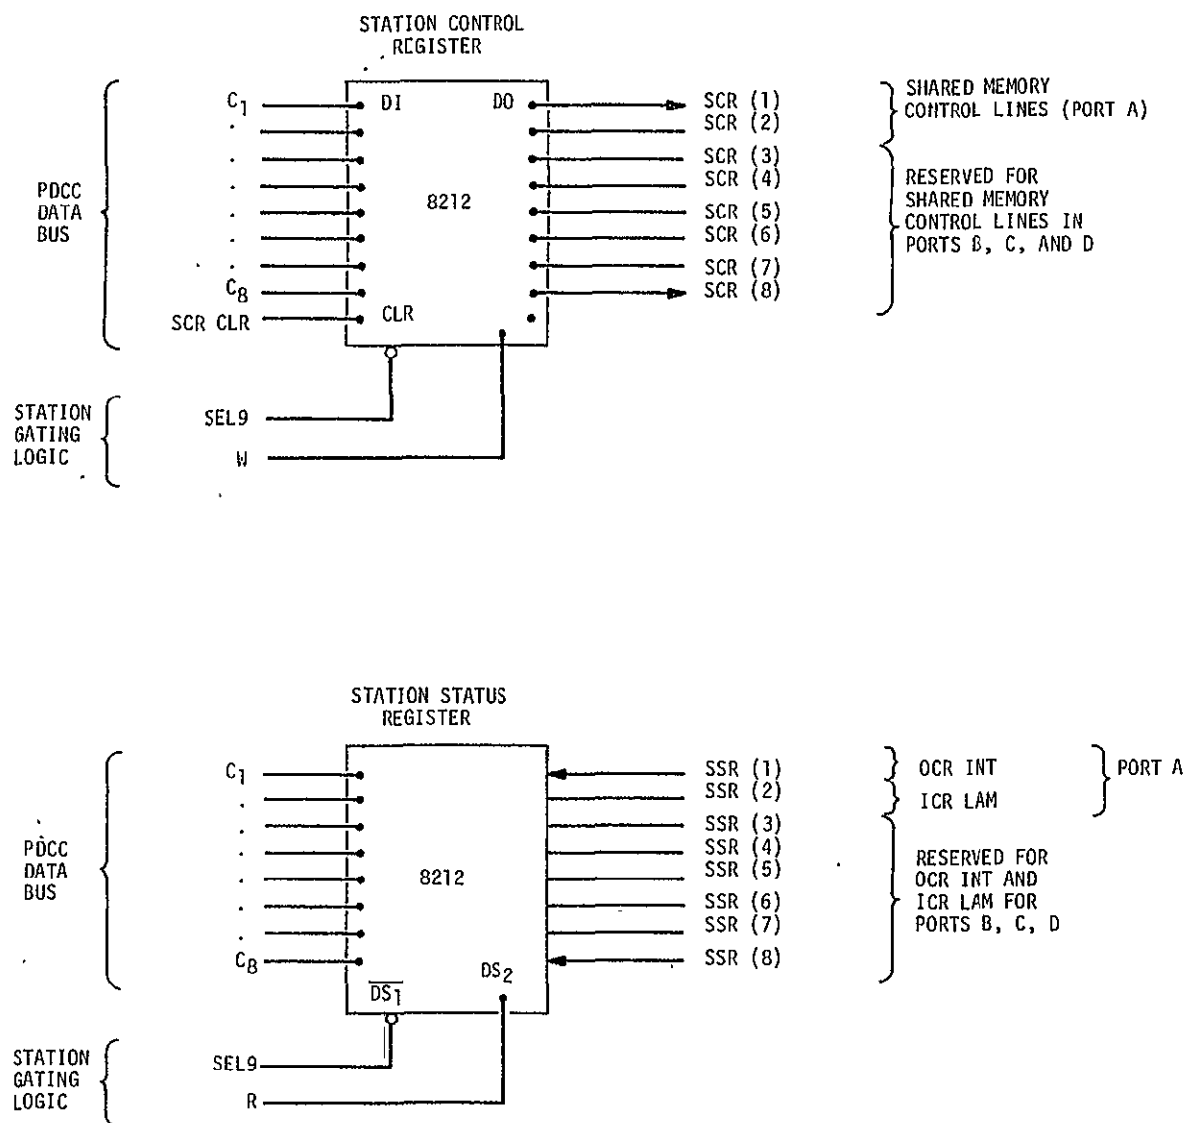 STATION CONTROL
REGISTER
PDCC
DATA
BUS
C1
C8
SCR CLR
DI
DO
8212
CLR
SCR (1)
SCR (2)
SCR (3)
SCR (4)
SCR (5)
SCR (6)
SCR (7)
SCR (8)
SHARED MEMORY
CONTROL LINES (PORT A)
RESERVED FOR
SHARED MEMORY
CONTROL LINES IN
PORTS B, C, AND D
STATION
GATING
LOGIC
SEL9
W
STATION STATUS
REGISTER
PDCC
DATA
BUS
C1
C8
8212
DS1
DS2
SSR (1)
SSR (2)
SSR (3)
SSR (4)
SSR (5)
SSR (6)
SSR (7)
SSR (8)
OCR INT
ICR LAM
PORT A
RESERVED FOR
OCR INT AND
ICR LAM FOR
PORTS B, C, D
STATION
GATING
LOGIC
SEL9
R